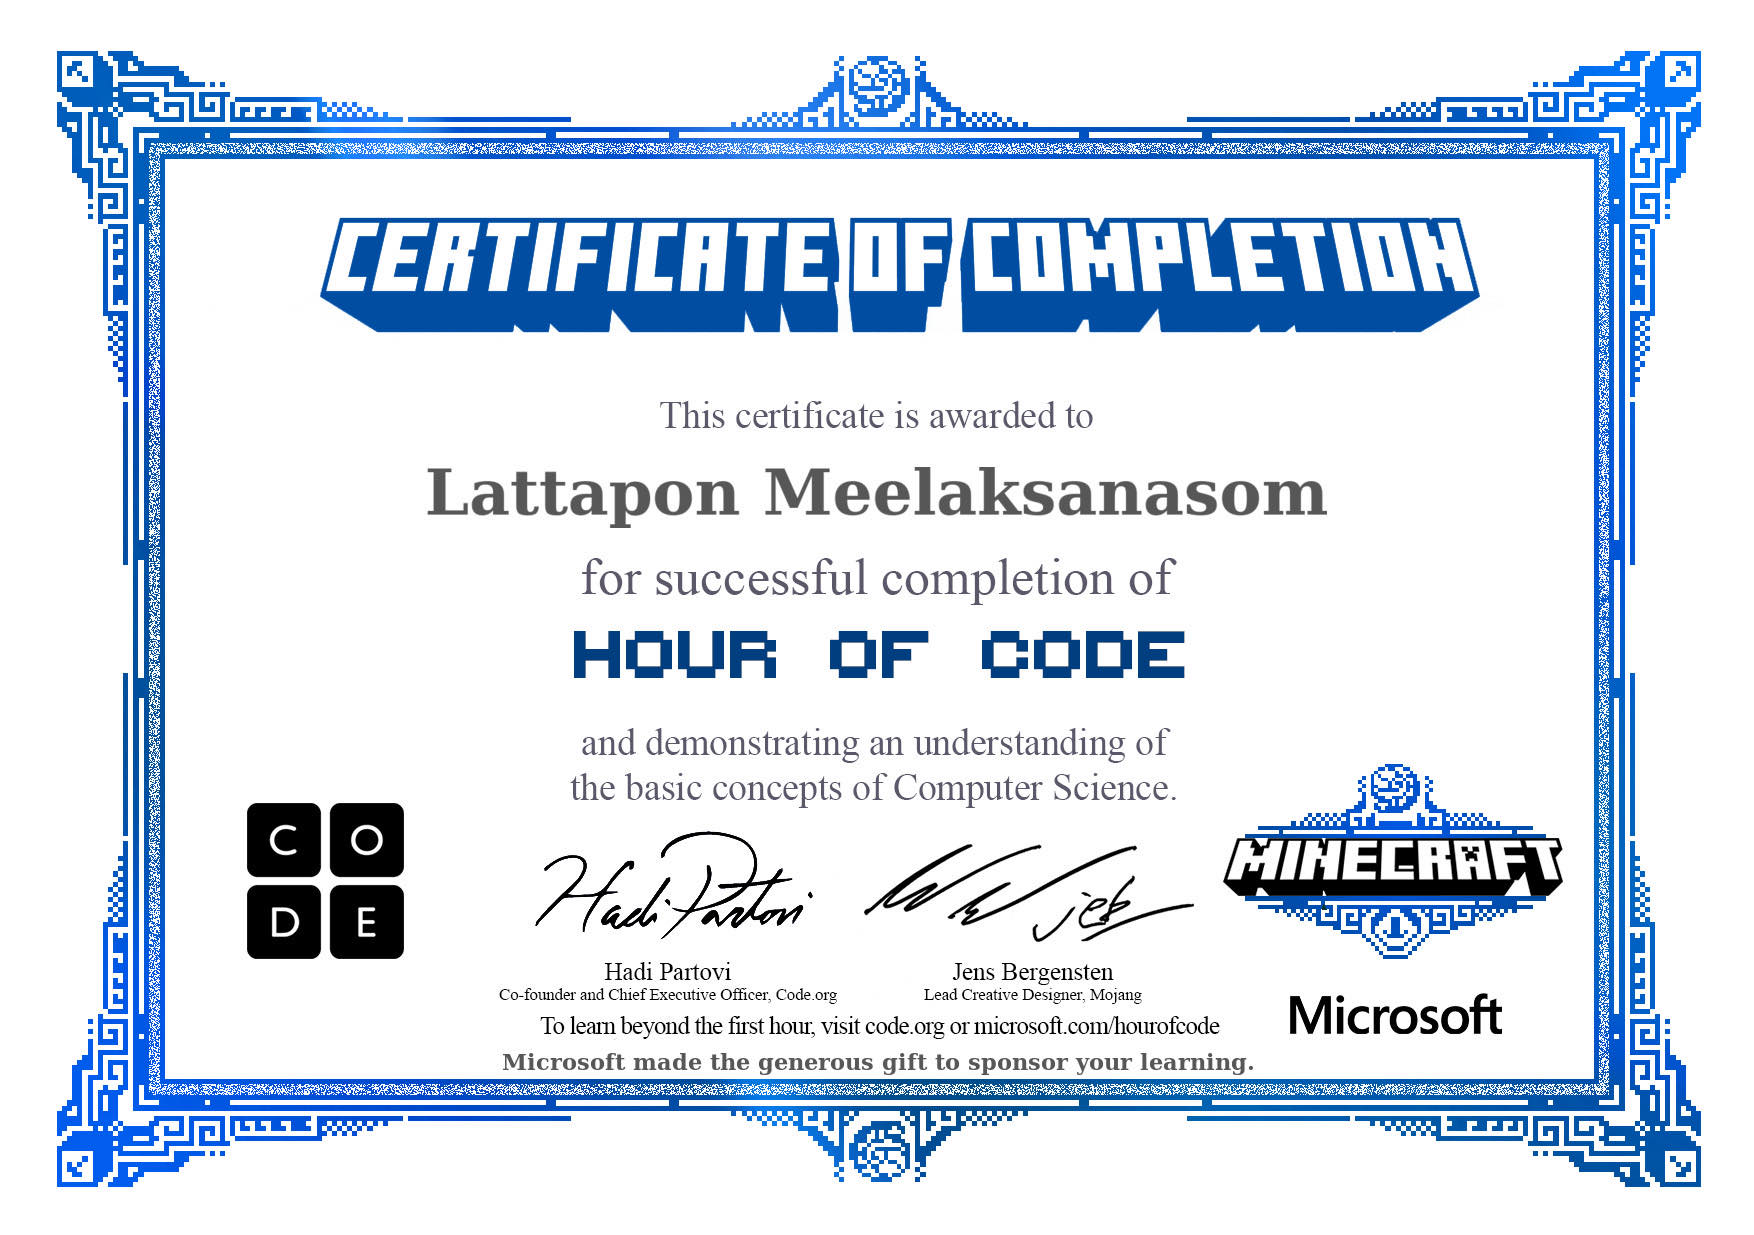 CERTIFICATE OF COMPLETION
This certificate is awarded to
Lattapon Meelaksanasom
for successful completion of
HOUR OF CODE
and demonstrating an understanding of
the basic concepts of Computer Science.
C O
D E
Hadi Partovi
jeb
MINECRAFT
Hadi Partovi
Co-founder and Chief Executive Officer, Code.org
Jens Bergensten
Lead Creative Designer, Mojang
Microsoft
To learn beyond the first hour, visit code.org or microsoft.com/hourofcode
Microsoft made the generous gift to sponsor your learning.